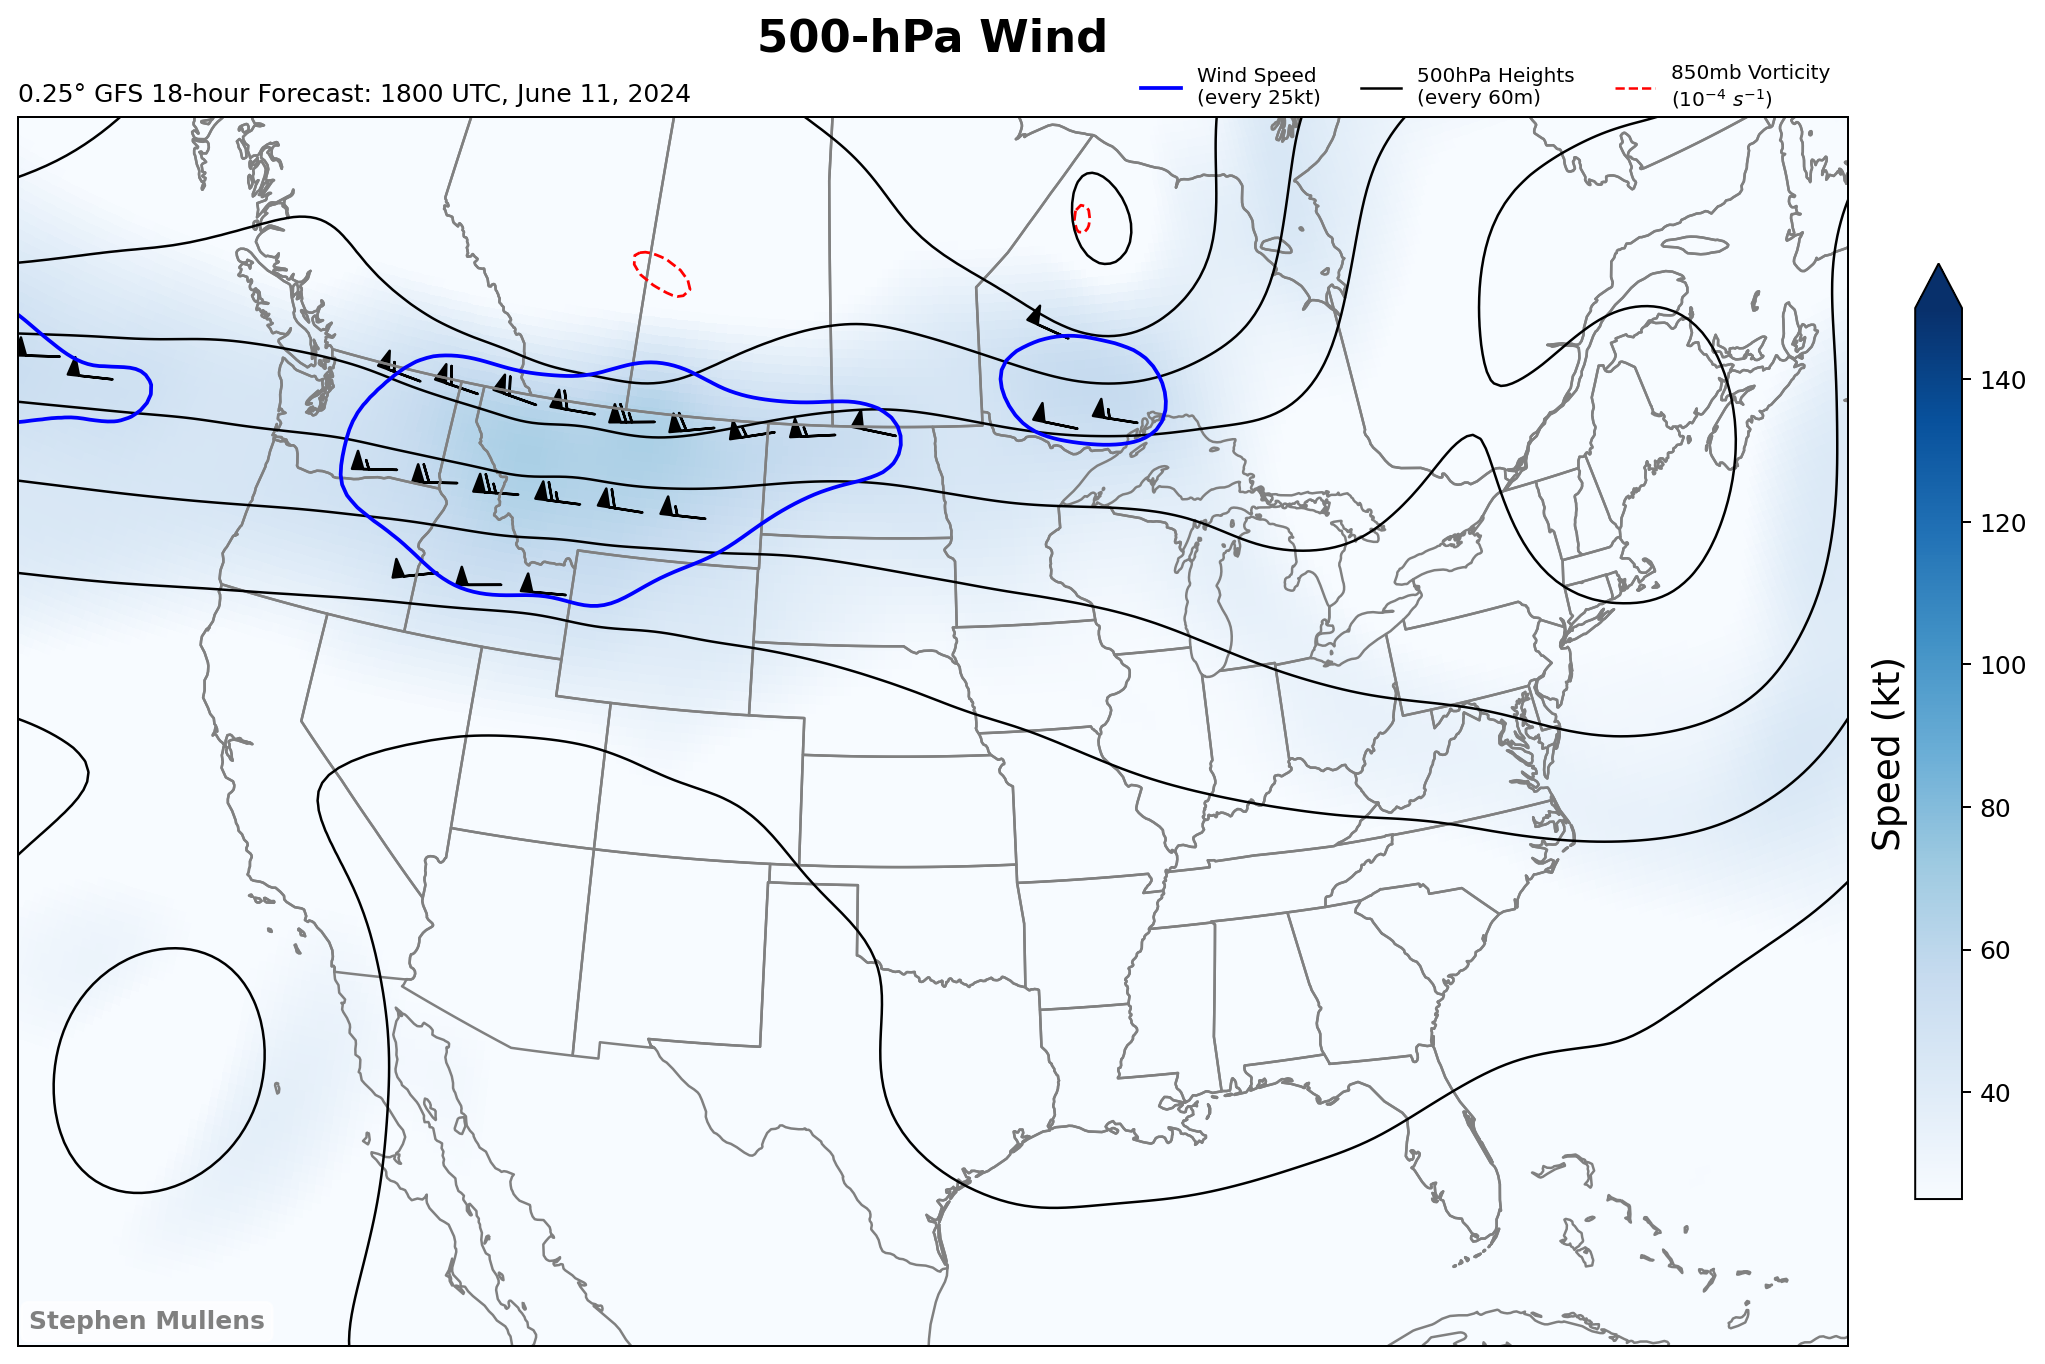 500-hPa Wind
0.25° GFS 18-hour Forecast: 1800 UTC, June 11, 2024
Wind Speed
(every 25kt)
500hPa Heights
(every 60m)
850mb Vorticity
(10⁻⁴ s⁻¹)
140
120
100
80
60
40
Speed (kt)
Stephen Mullens